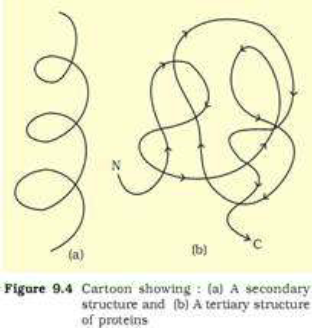 N
C
(a)
(b)
Figure 9.4 Cartoon showing : (a) A secondary
structure and (b) A tertiary structure
of proteins